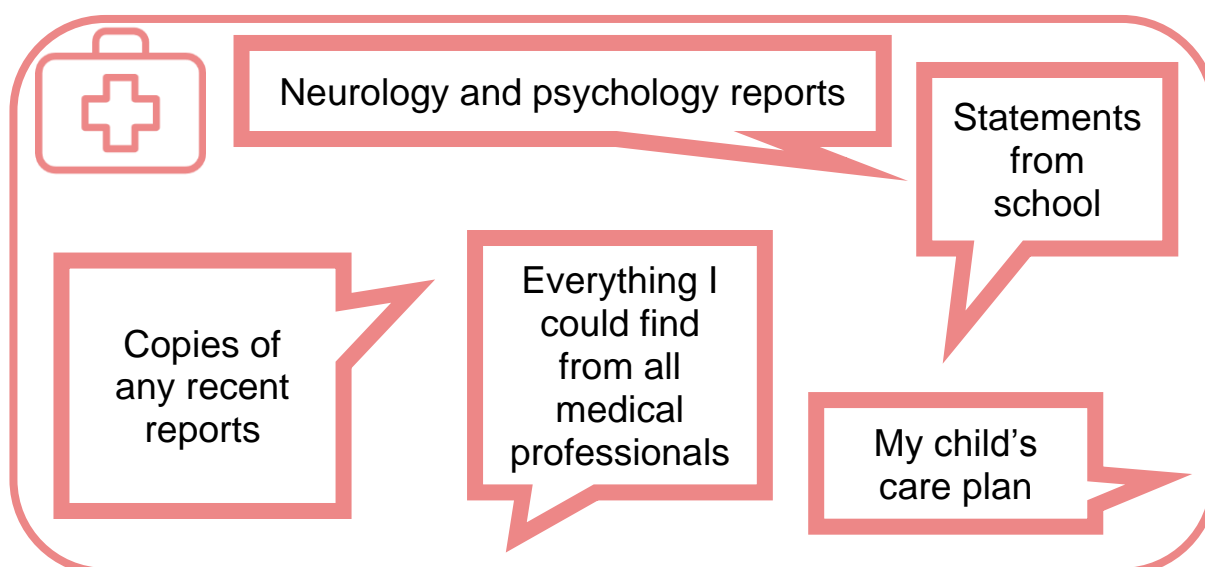 Neurology and psychology reports
Statements
from
school
Copies of
any recent
reports
Everything I
could find
from all
medical
professionals
My child’s
care plan